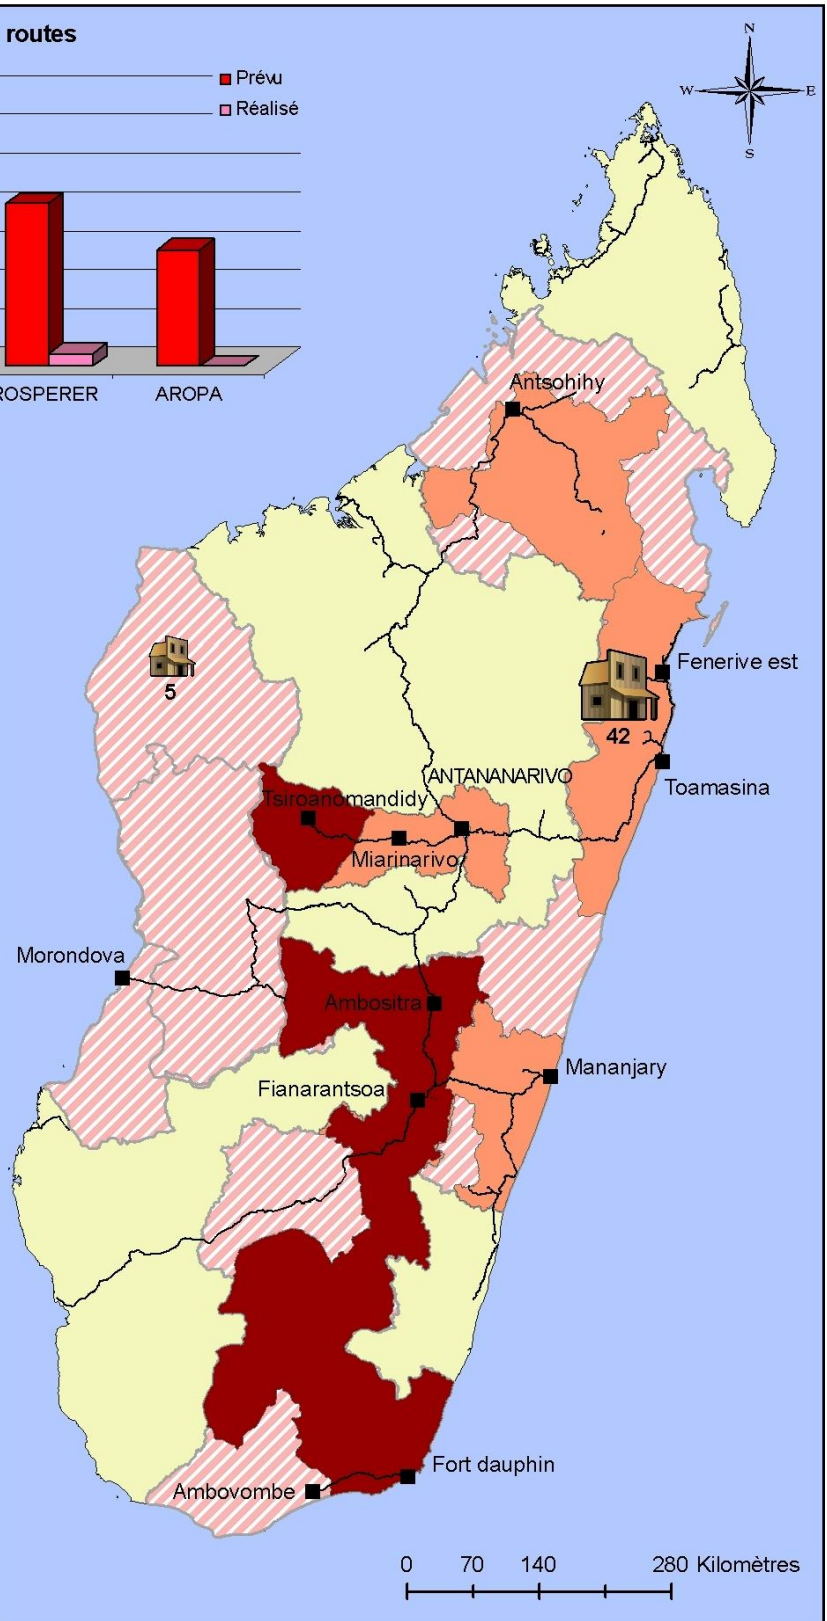 routes
Prévu
Réalisé
ROSPERER
AROPA
N
W
E
S
Antsohihy
5
Fenerive est
42
ANTANANARIVO
Toamasina
Tsiroanomandidy
Miarinarivo
Morondova
Ambositra
Mananjary
Fianarantsoa
Fort dauphin
Ambovombe
0 70 140 280 Kilomètres